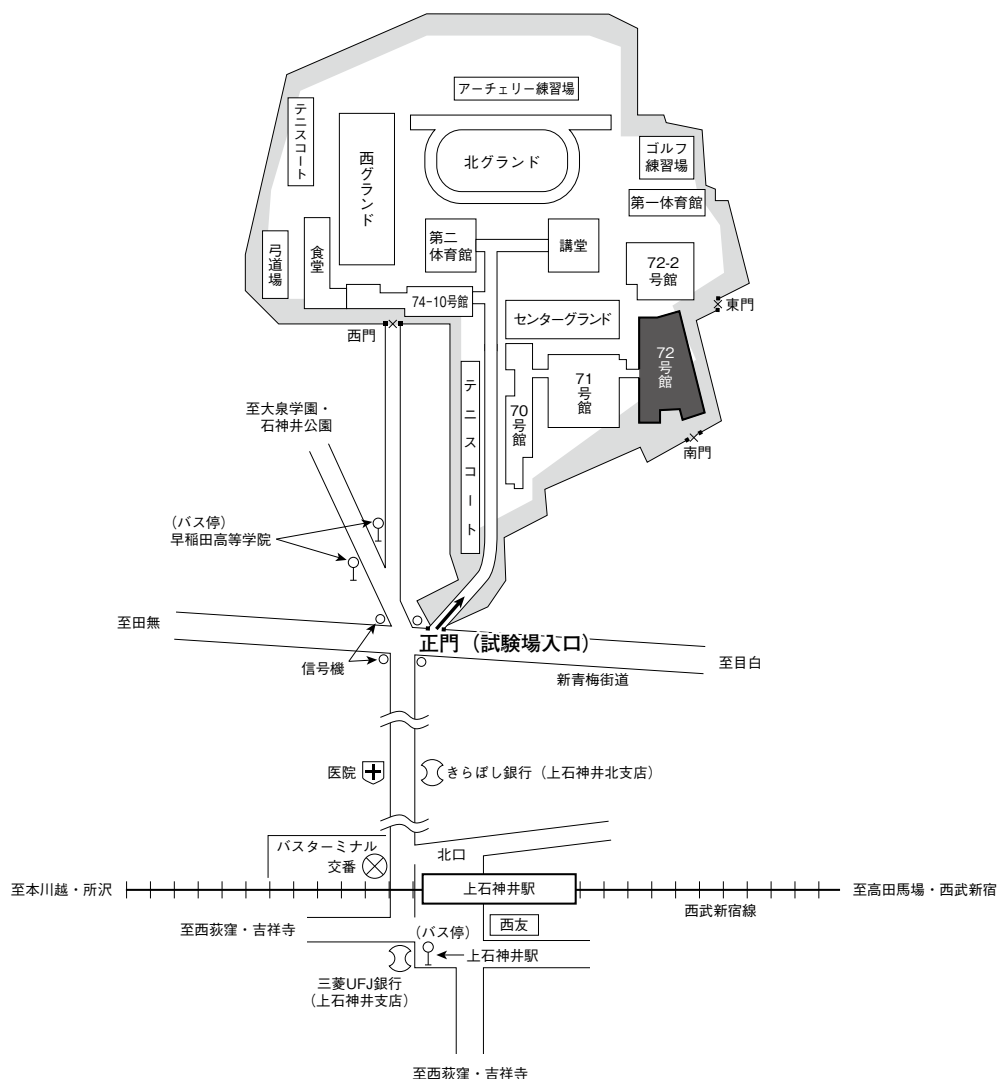 アーチェリー練習場
テニスコート
西グランド
北グランド
ゴルフ
練習場
第一体育館
弓道場
食堂
第二
体育館
講堂
72-2
号館
74-10号館
センターグランド
東門
西門
72
号館
71
号館
70
号館
テニスコート
南門
至大泉学園・
石神井公園
(バス停)
早稲田高等学院
至田無
正門(試験場入口)
信号機
至目白
新青梅街道
医院
きらぼし銀行(上石神井北支店)
バスターミナル
交番
北口
至本川越・所沢
上石神井駅
至高田馬場・西武新宿
西武新宿線
西友
至西荻窪・吉祥寺
(バス停)
上石神井駅
三菱UFJ銀行
(上石神井支店)
至西荻窪・吉祥寺